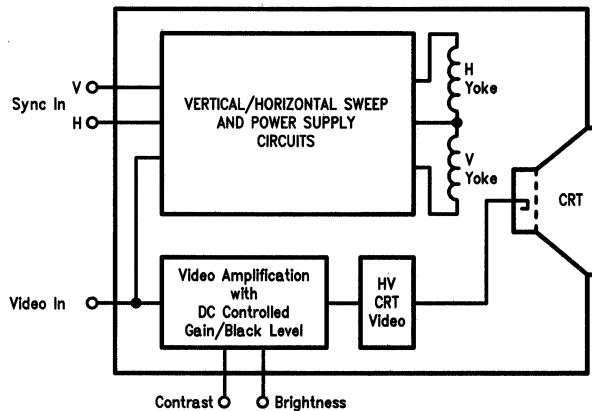 V
Sync In
H
VERTICAL/HORIZONTAL SWEEP
AND POWER SUPPLY
CIRCUITS
H
Yoke
V
Yoke
CRT
Video In
Video Amplification
with
DC Controlled
Gain/Black Level
HV
CRT
Video
Contrast
Brightness